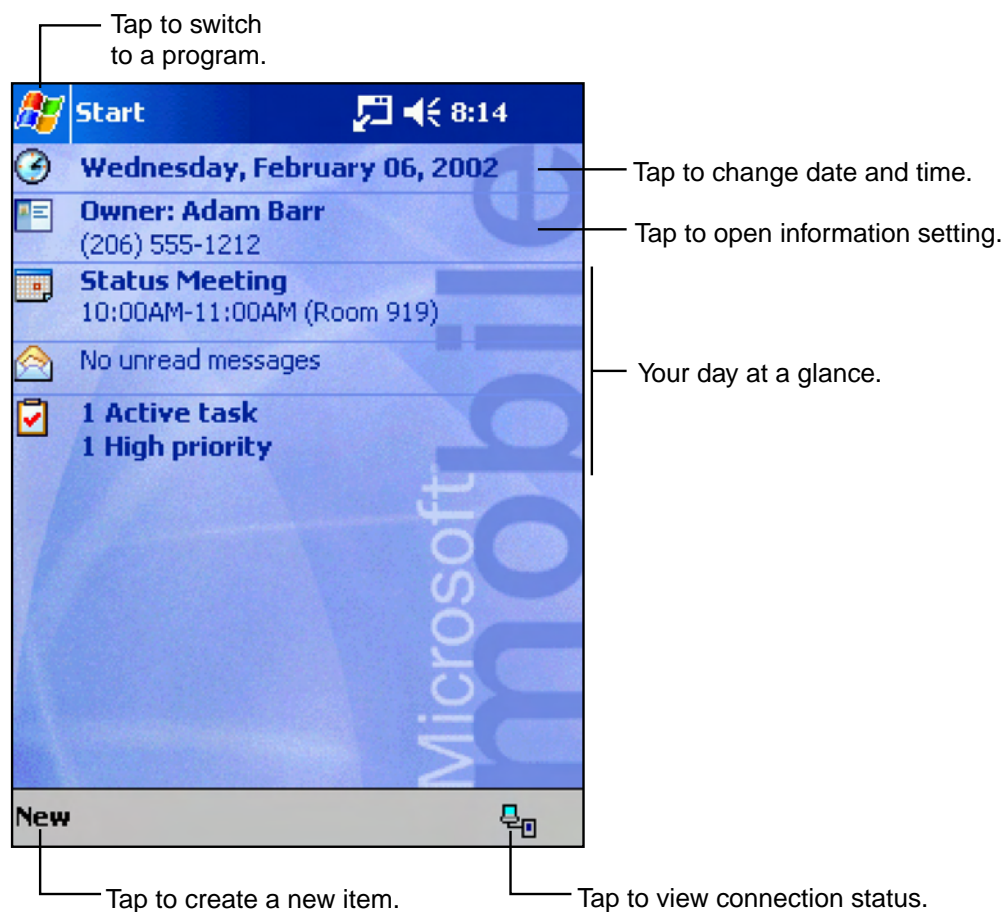 Tap to switch
to a program.
Start 8:14
Wednesday, February 06, 2002
Tap to change date and time.
Owner: Adam Barr
(206) 555-1212
Tap to open information setting.
Status Meeting
10:00AM-11:00AM (Room 919)
No unread messages
Your day at a glance.
1 Active task
1 High priority
Microsoft
mobile
New
Tap to create a new item.
Tap to view connection status.